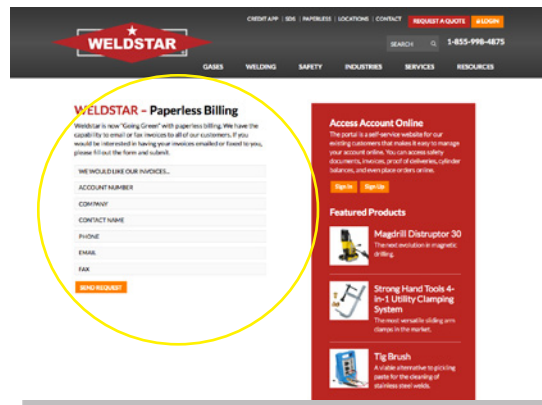 CREDIT APP | SDS | PAPERLESS | LOCATIONS | CONTACT REQUEST A QUOTE LOGIN
WELDSTAR
SEARCH 1-855-998-4875
GASES WELDING SAFETY INDUSTRIES SERVICES RESOURCES
WELDSTAR – Paperless Billing
Weldstar is now "Going Green" with paperless billing. We have the
capability to email or fax invoices to all of our customers. If you
would be interested in having your invoices emailed or faxed to you,
please fill out the form and submit.
WE WOULD LIKE OUR INVOICES...
ACCOUNT NUMBER
COMPANY
CONTACT NAME
PHONE
EMAIL
FAX
SEND REQUEST
Access Account Online
The portal is a self-service website for our
existing customers that makes it easy to manage
your account online. You can access safety
documents, invoices, proof of deliveries, cylinder
balances, and even place orders online.
Sign In Sign Up
Featured Products
Magdrill Distruptor 30
The next evolution in magnetic
drilling.
Strong Hand Tools 4-
in-1 Utility Clamping
System
The most versatile sliding arm
clamps in the market.
Tig Brush
A viable alternative to pickling
paste for the cleaning of
stainless steel welds.